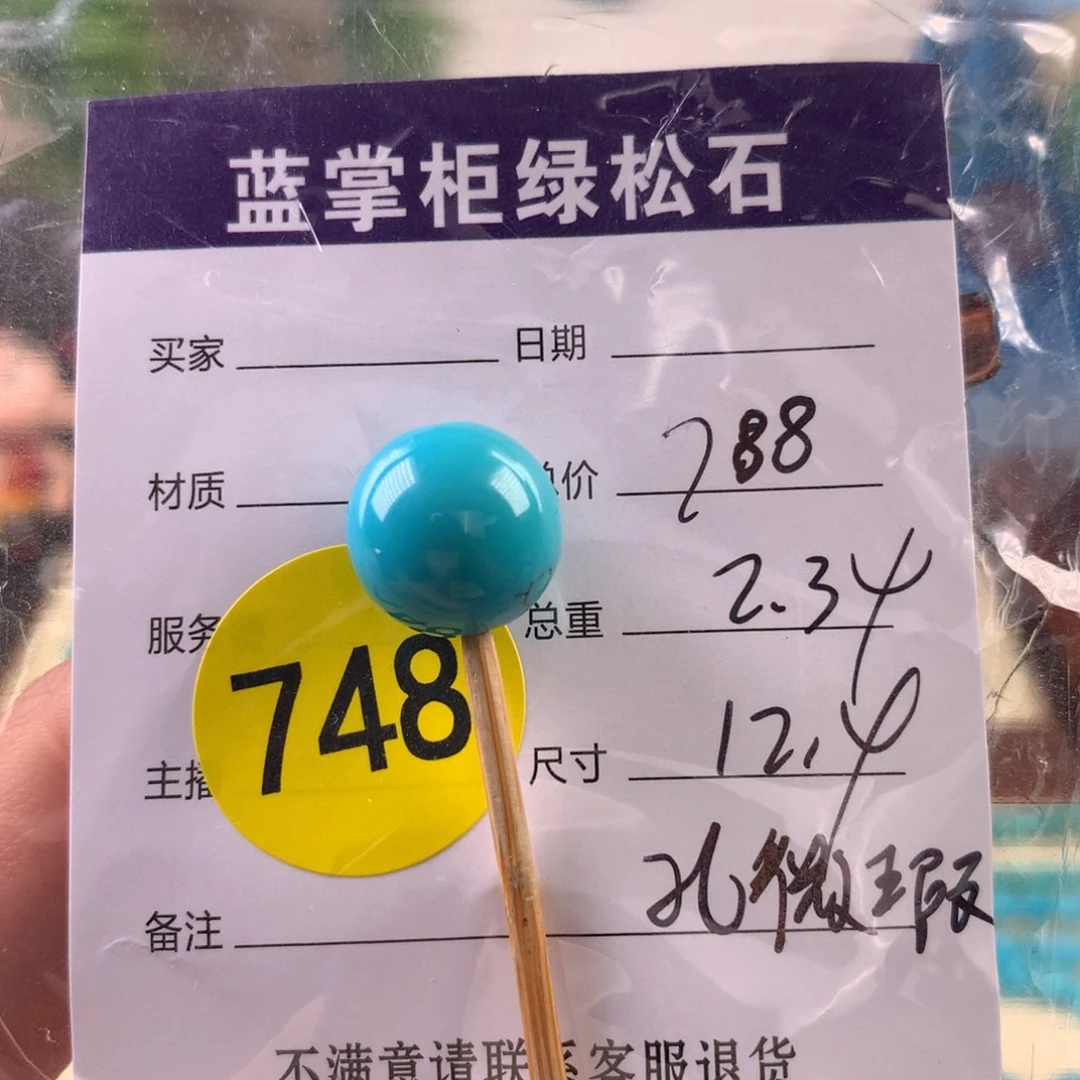 蓝掌柜绿松石
买家 日期
材质 价 788
服务 总重 2.34
748
主播 尺寸 12.4
孔微瑕
备注
不满意请联系客服退货